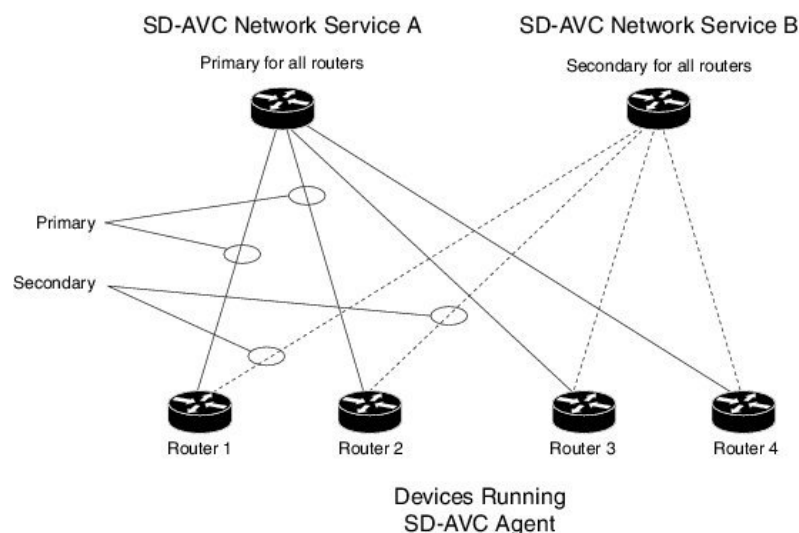 SD-AVC Network Service A
SD-AVC Network Service B
Primary for all routers
Secondary for all routers
Primary
Secondary
Router 1
Router 2
Router 3
Router 4
Devices Running
SD-AVC Agent